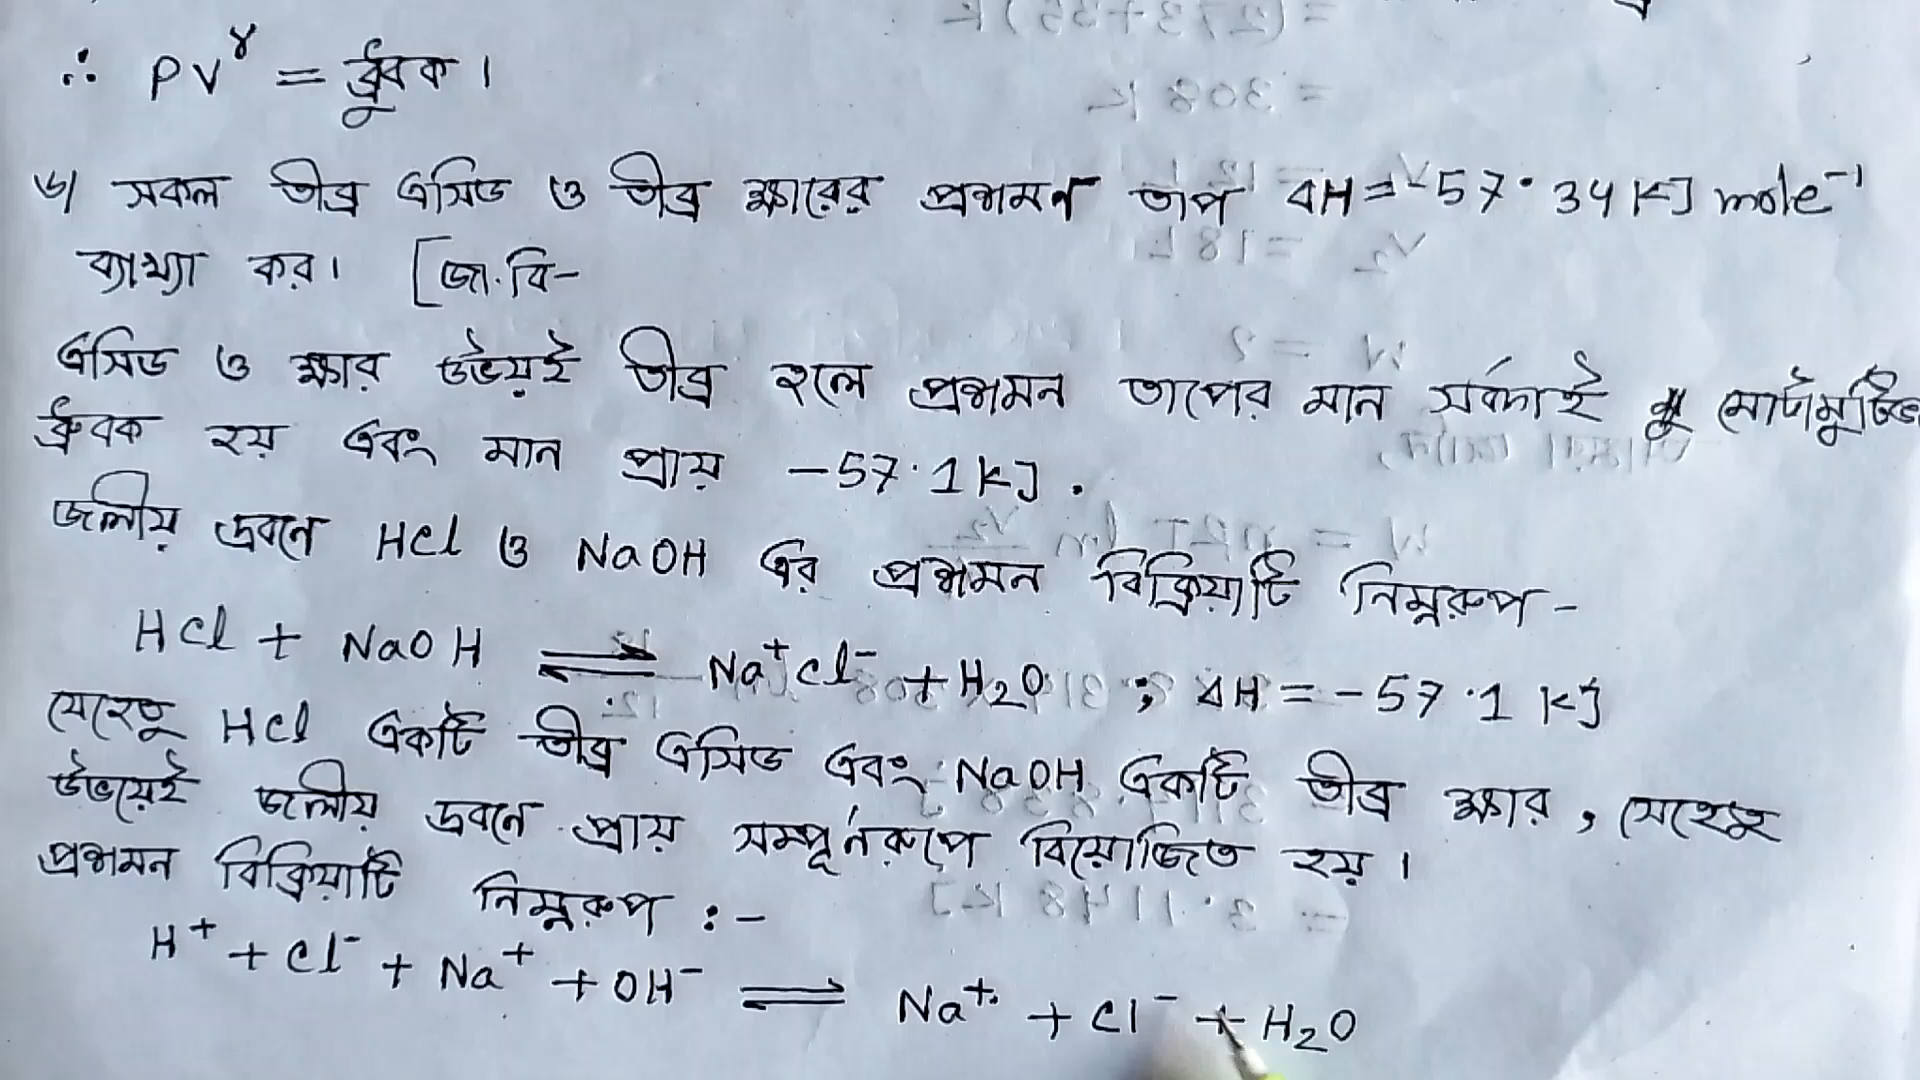 ∴ PV^γ = ধ্রুবক।
৬। সকল তীব্র এসিড ও তীব্র ক্ষারের প্রশমন তাপ ΔH = -57.34 KJ mole⁻¹
ব্যাখ্যা কর। [জা.বি-
এসিড ও ক্ষার উভয়ই তীব্র হলে প্রশমন তাপের মান সর্বদাই মোটামুটিভ
ধ্রুবক হয় এবং মান প্রায় -57.1 KJ.
জলীয় দ্রবনে HCl ও NaOH এর প্রশমন বিক্রিয়াটি নিম্নরুপ -
HCl + NaOH ⇌ Na⁺Cl⁻ + H₂O ; ΔH = -57.1 KJ
যেহেতু HCl একটি তীব্র এসিড এবং NaOH একটি তীব্র ক্ষার, সেহেতু
উভয়েই জলীয় দ্রবনে প্রায় সম্পূর্নরুপে বিয়োজিত হয়।
প্রশমন বিক্রিয়াটি নিম্নরুপ :-
H⁺ + Cl⁻ + Na⁺ + OH⁻ ⇌ Na⁺ + Cl⁻ + H₂O